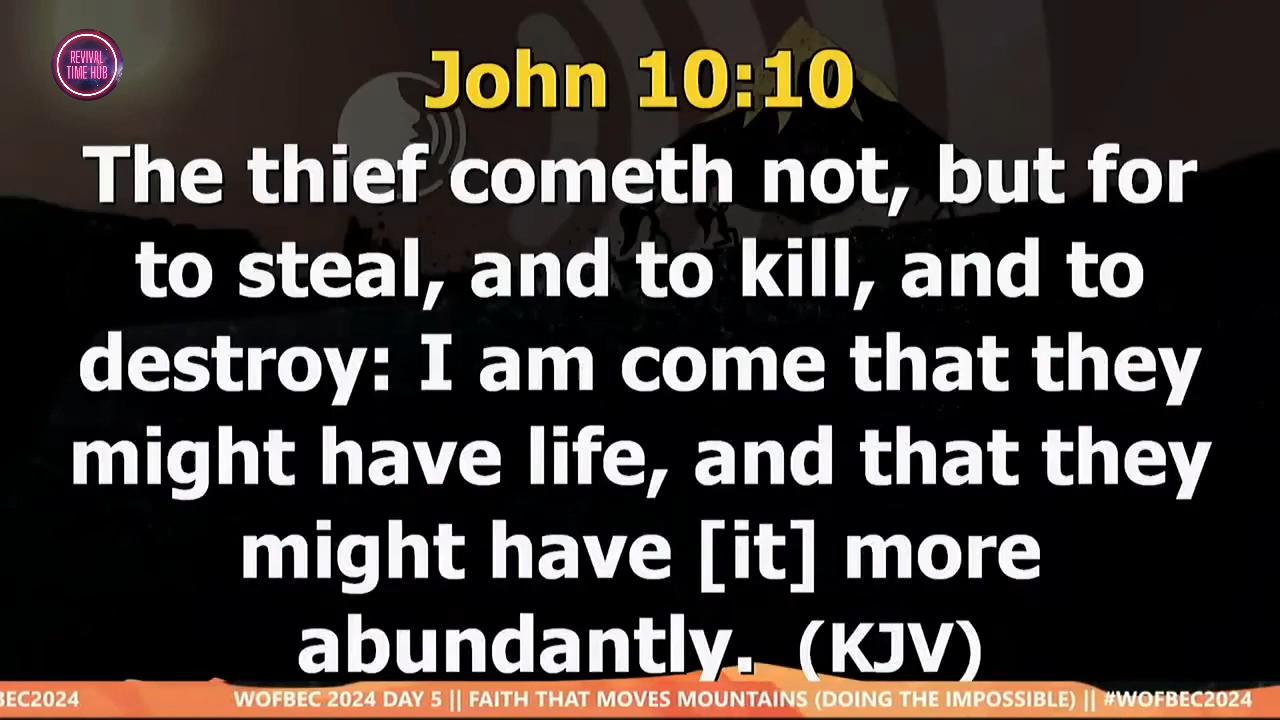 REVIVAL
TIME HUB
John 10:10
The thief cometh not, but for
to steal, and to kill, and to
destroy: I am come that they
might have life, and that they
might have [it] more
abundantly. (KJV)
BEC2024 WOFBEC 2024 DAY 5 || FAITH THAT MOVES MOUNTAINS (DOING THE IMPOSSIBLE) || #WOFBEC2024